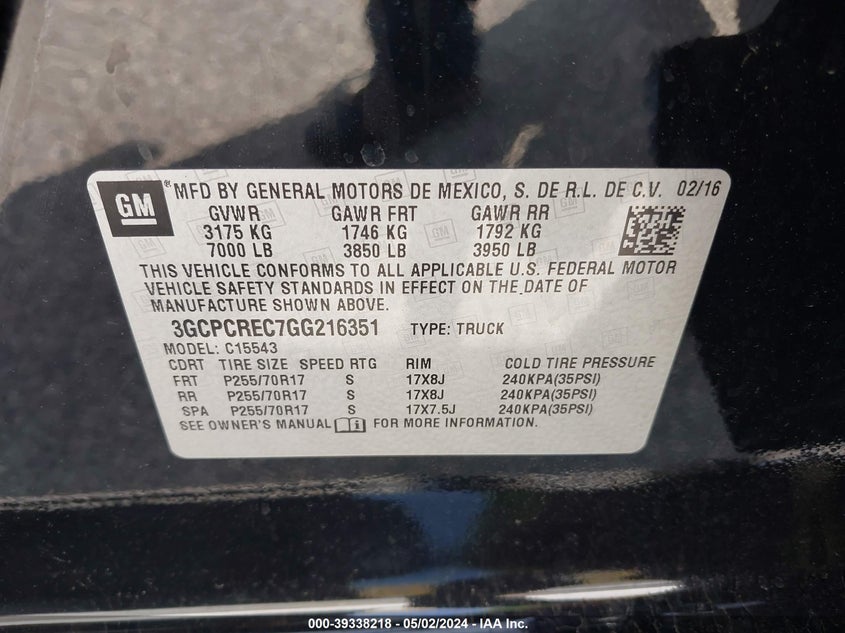 GM ® MFD BY GENERAL MOTORS DE MEXICO, S. DE R.L. DE C.V. 02/16
GVWR GAWR FRT GAWR RR
3175 KG 1746 KG 1792 KG
7000 LB 3850 LB 3950 LB
THIS VEHICLE CONFORMS TO ALL APPLICABLE U.S. FEDERAL MOTOR
VEHICLE SAFETY STANDARDS IN EFFECT ON THE DATE OF
MANUFACTURE SHOWN ABOVE.
3GCPCREC7GG216351 TYPE: TRUCK
MODEL: C15543
CDRT TIRE SIZE SPEED RTG RIM COLD TIRE PRESSURE
FRT P255/70R17 S 17X8J 240KPA(35PSI)
RR P255/70R17 S 17X8J 240KPA(35PSI)
SPA P255/70R17 S 17X7.5J 240KPA(35PSI)
SEE OWNER'S MANUAL FOR MORE INFORMATION.
000-39338218 - 05/02/2024 - IAA Inc.